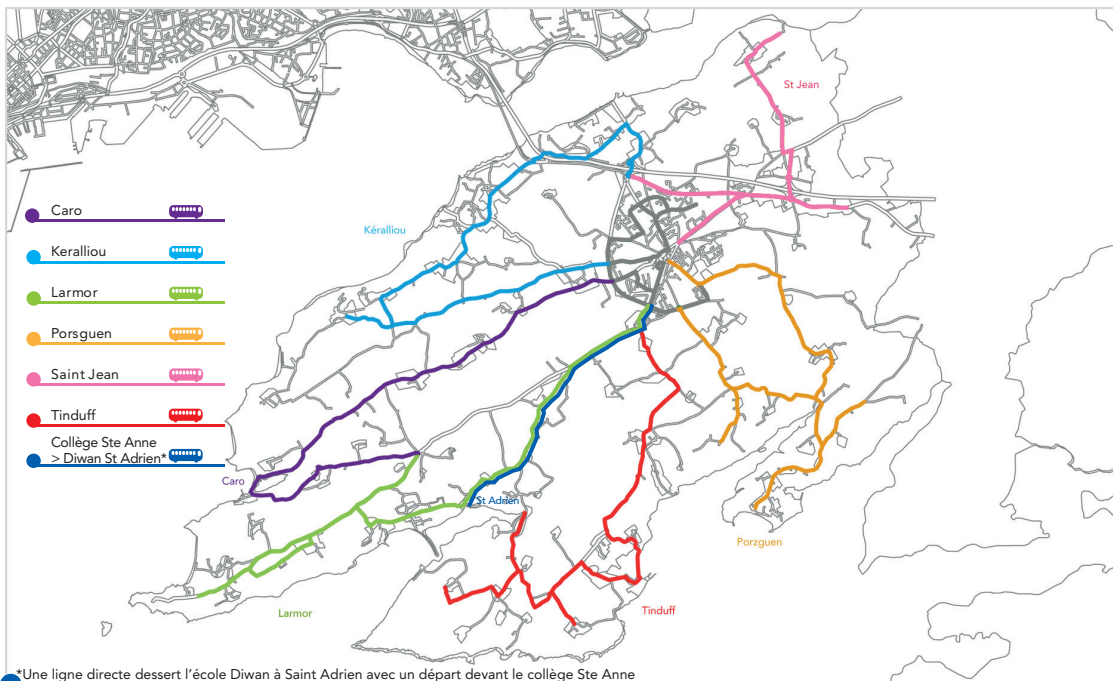 St Jean
Caro
Kéralliou
Keralliou
Larmor
Porsguen
Saint Jean
Tinduff
Collège Ste Anne
> Diwan St Adrien*
Caro
St Adrien
Porzguen
Larmor
Tinduff
*Une ligne directe dessert l'école Diwan à Saint Adrien avec un départ devant le collège Ste Anne